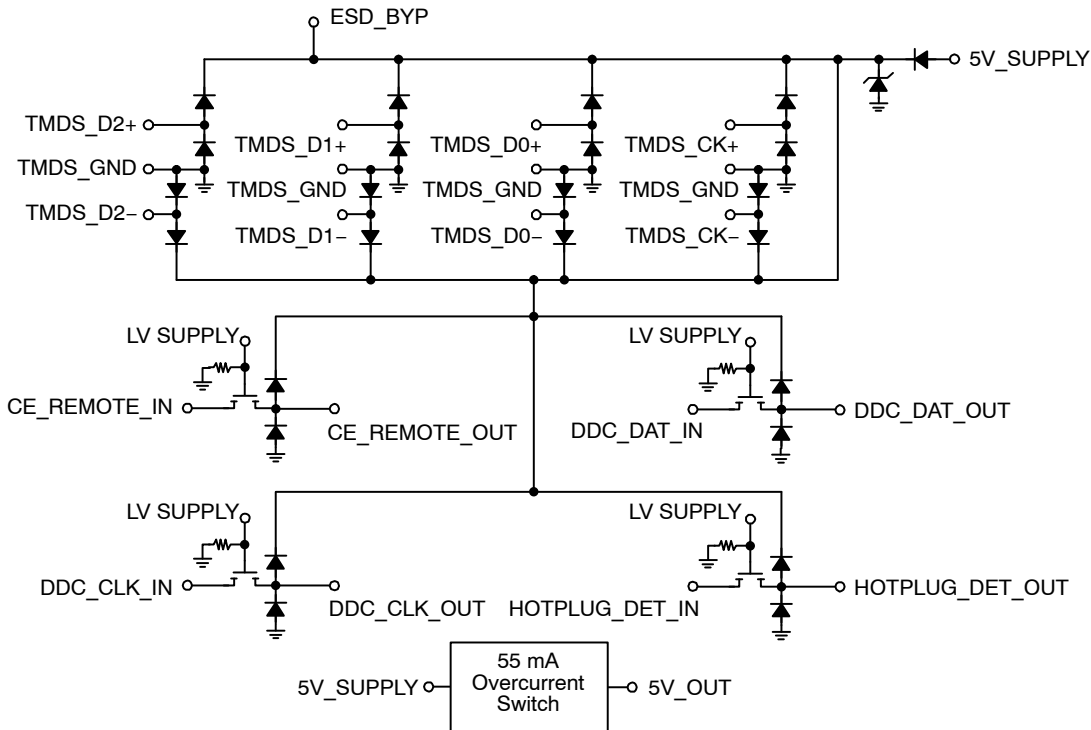 ESD_BYP
5V_SUPPLY
TMDS_D2+
TMDS_D1+
TMDS_D0+
TMDS_CK+
TMDS_GND
TMDS_GND
TMDS_GND
TMDS_GND
TMDS_D2−
TMDS_D1−
TMDS_D0−
TMDS_CK−
LV SUPPLY
LV SUPPLY
CE_REMOTE_IN
CE_REMOTE_OUT
DDC_DAT_IN
DDC_DAT_OUT
LV SUPPLY
LV SUPPLY
DDC_CLK_IN
DDC_CLK_OUT
HOTPLUG_DET_IN
HOTPLUG_DET_OUT
5V_SUPPLY
55 mA
Overcurrent
Switch
5V_OUT